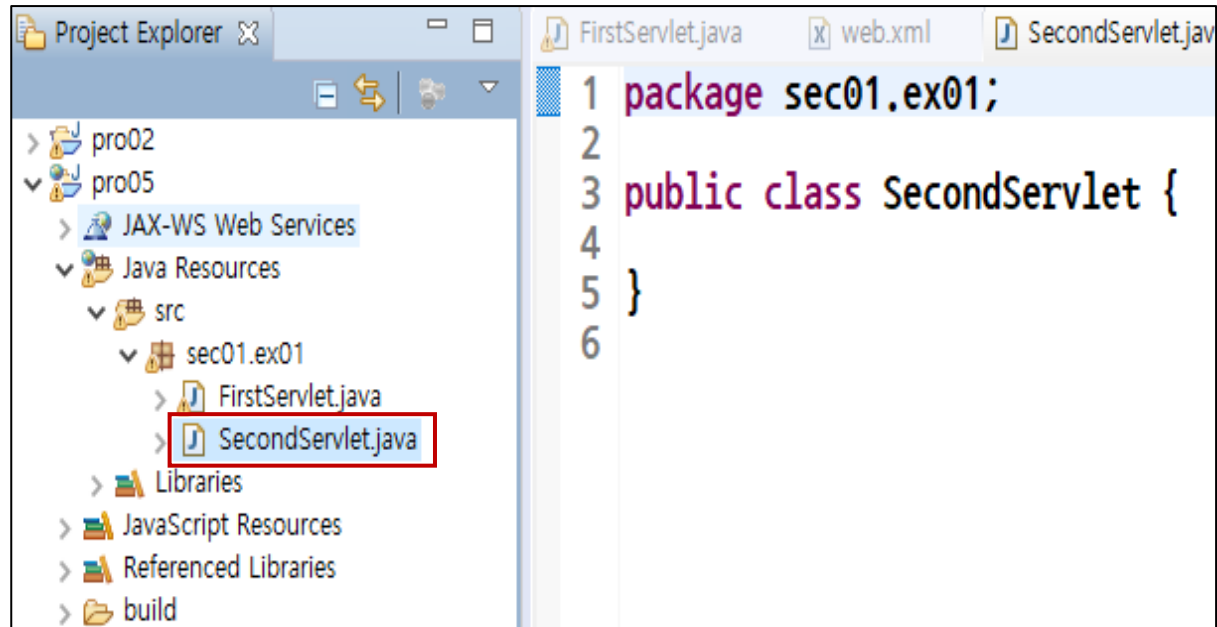 Project Explorer
FirstServlet.java
web.xml
SecondServlet.jav
pro02
pro05
JAX-WS Web Services
Java Resources
src
sec01.ex01
FirstServlet.java
SecondServlet.java
Libraries
JavaScript Resources
Referenced Libraries
build
1 package sec01.ex01;
2
3 public class SecondServlet {
4
5 }
6